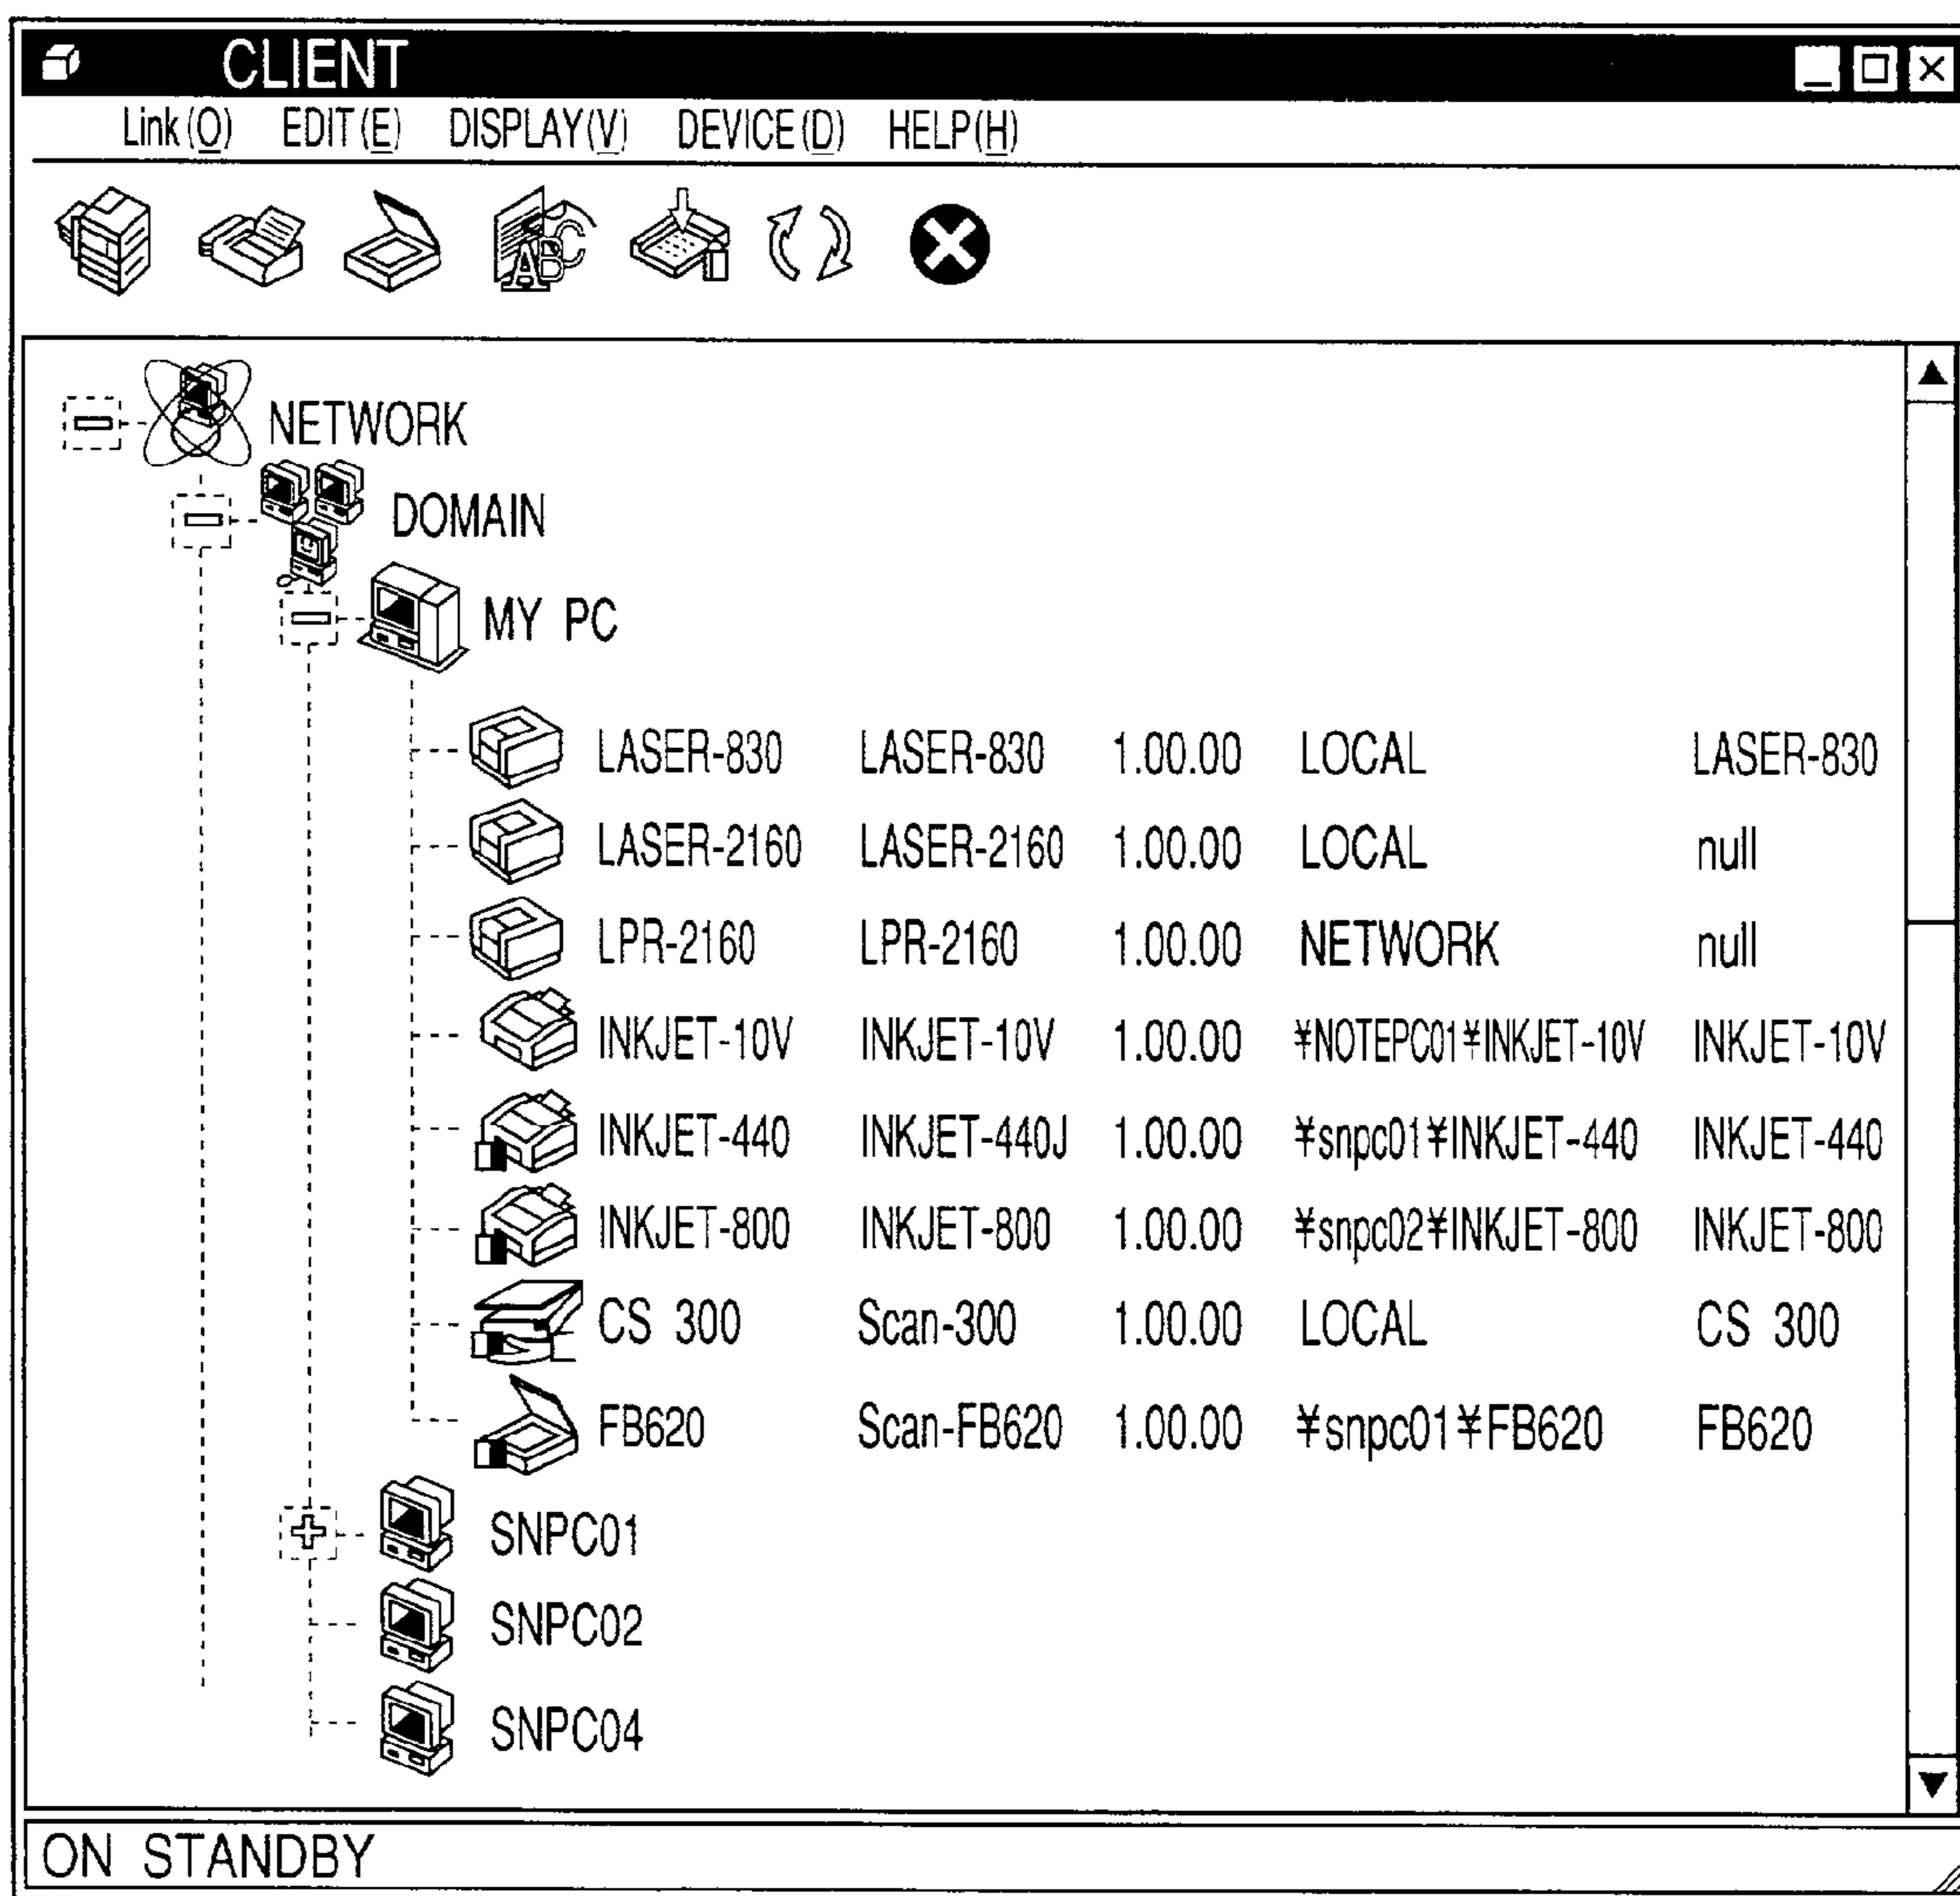 CLIENT
Link(O) EDIT(E) DISPLAY(V) DEVICE(D) HELP(H)
ABC
NETWORK
DOMAIN
MY PC
LASER-830 LASER-830 1.00.00 LOCAL LASER-830
LASER-2160 LASER-2160 1.00.00 LOCAL null
LPR-2160 LPR-2160 1.00.00 NETWORK null
INKJET-10V INKJET-10V 1.00.00 ¥NOTEPC01¥INKJET-10V INKJET-10V
INKJET-440 INKJET-440J 1.00.00 ¥snpc01¥INKJET-440 INKJET-440
INKJET-800 INKJET-800 1.00.00 ¥snpc02¥INKJET-800 INKJET-800
CS 300 Scan-300 1.00.00 LOCAL CS 300
FB620 Scan-FB620 1.00.00 ¥snpc01¥FB620 FB620
SNPC01
SNPC02
SNPC04
ON STANDBY